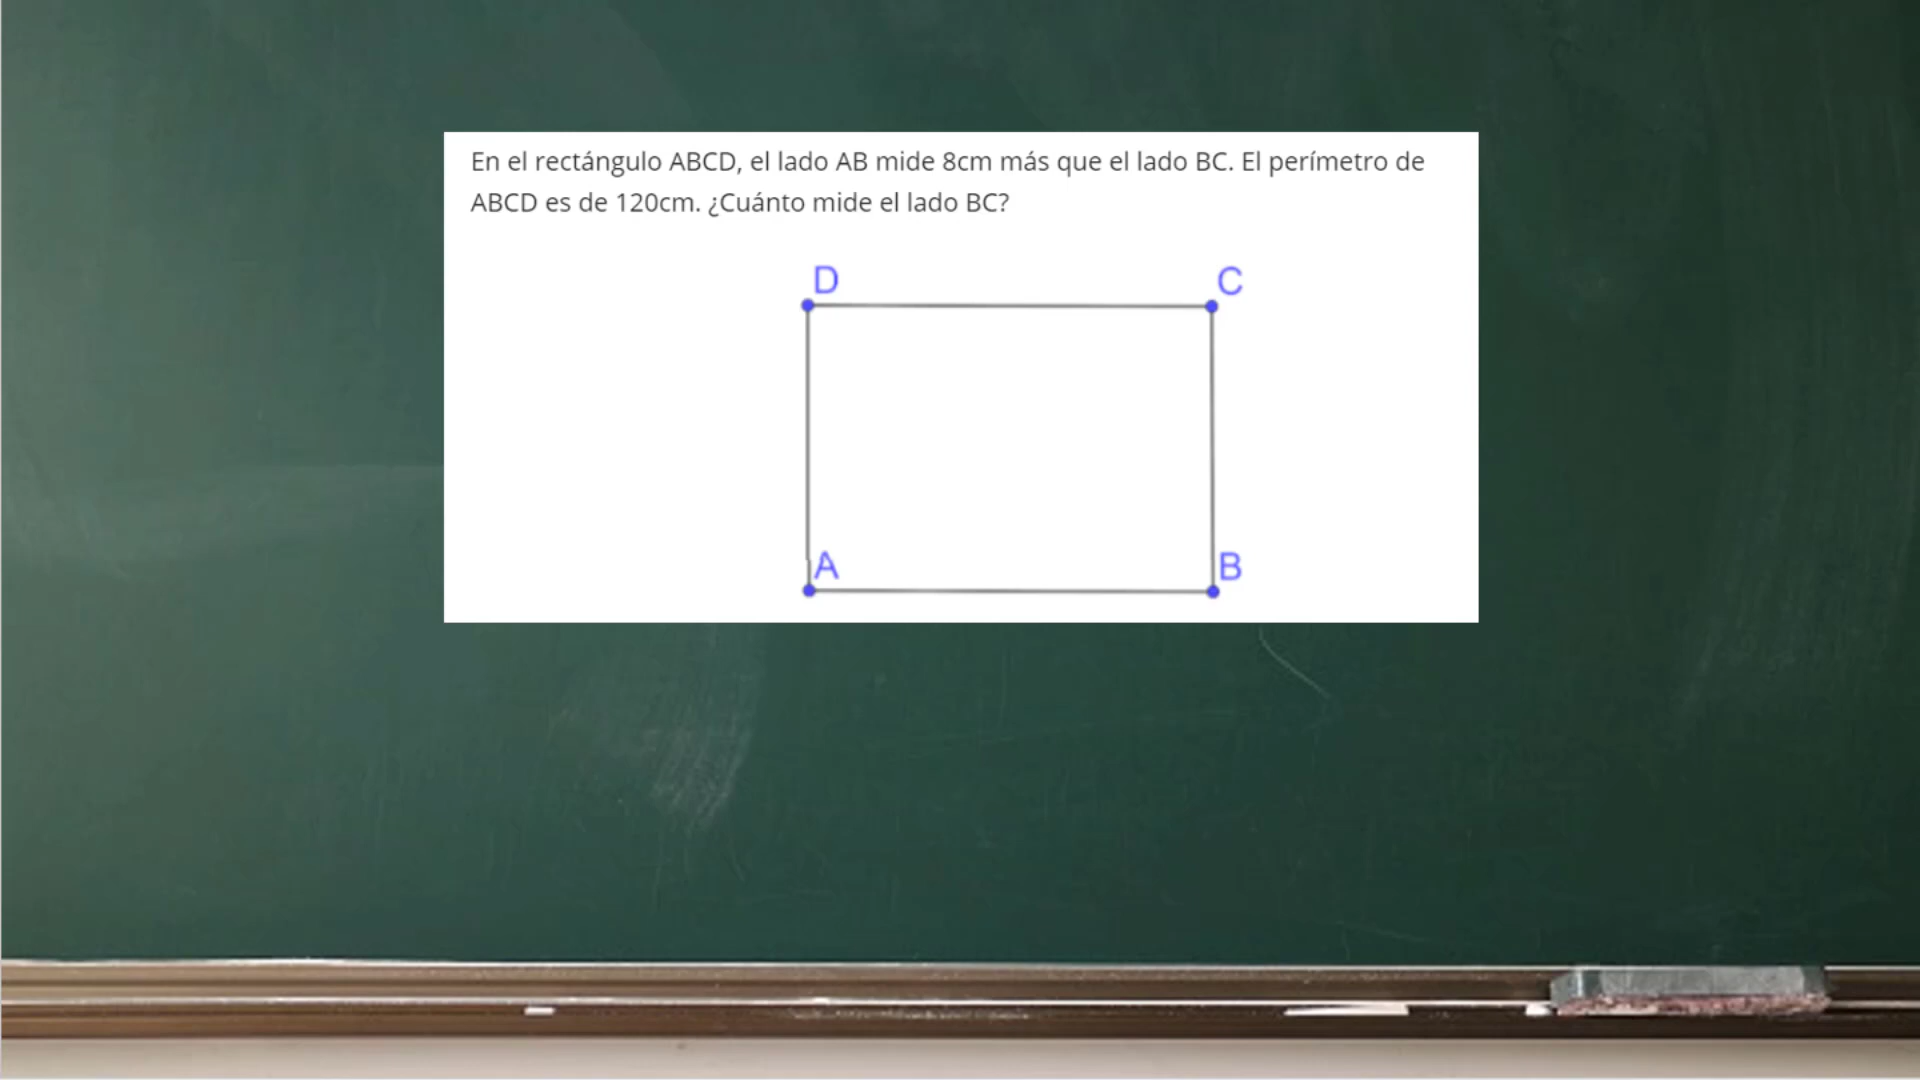 En el rectángulo ABCD, el lado AB mide 8cm más que el lado BC. El perímetro de
ABCD es de 120cm. ¿Cuánto mide el lado BC?
D C
A B